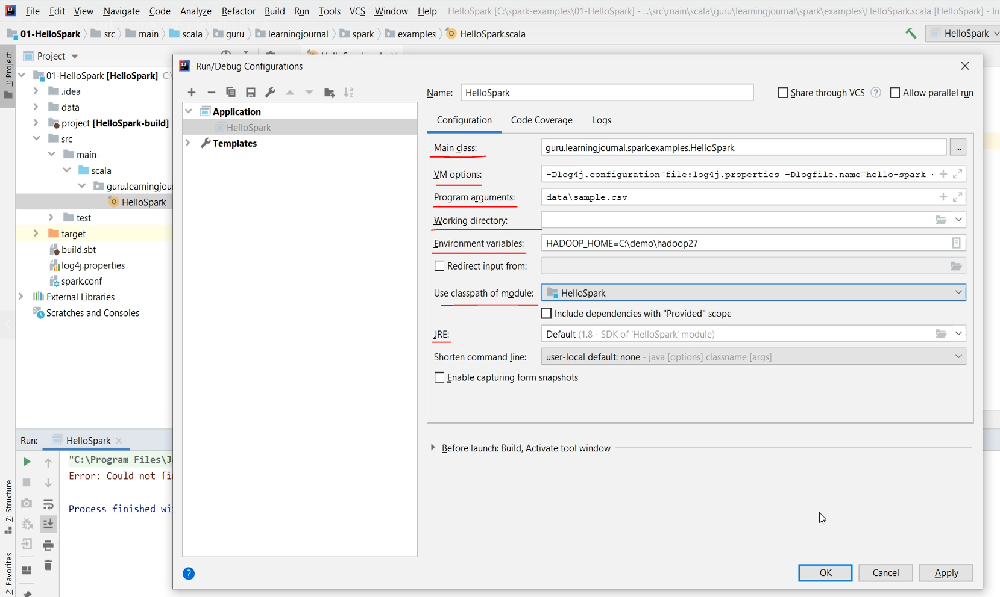 File Edit View Navigate Code Analyze Refactor Build Run Tools VCS Window Help HelloSpark [C:\spark-examples\01-HelloSpark] - ...\src\main\scala\guru\learningjournal\spark\examples\HelloSpark.scala [HelloSpark] - In
01-HelloSpark src main scala guru learningjournal spark examples HelloSpark.scala HelloSpark
1: Project
Project
01-HelloSpark [HelloSpark] C:\
.idea
data
project [HelloSpark-build]
src
main
scala
guru.learningjou
HelloSpark
test
target
build.sbt
log4j.properties
spark.conf
External Libraries
Scratches and Consoles
Run/Debug Configurations
Application
HelloSpark
Templates
Name: HelloSpark Share through VCS ? Allow parallel run
Configuration Code Coverage Logs
Main class: guru.learningjournal.spark.examples.HelloSpark ...
VM options: -Dlog4j.configuration=file:log4j.properties -Dlogfile.name=hello-spark -
Program arguments: data\sample.csv
Working directory:
Environment variables: HADOOP_HOME=C:\demo\hadoop27
Redirect input from:
Use classpath of module: HelloSpark
Include dependencies with "Provided" scope
JRE: Default (1.8 - SDK of 'HelloSpark' module)
Shorten command line: user-local default: none - java [options] classname [args]
Enable capturing form snapshots
Before launch: Build, Activate tool window
? OK Cancel Apply
Run: HelloSpark
"C:\Program Files\J
Error: Could not fi
Process finished wi
7: Structure
2: Favorites